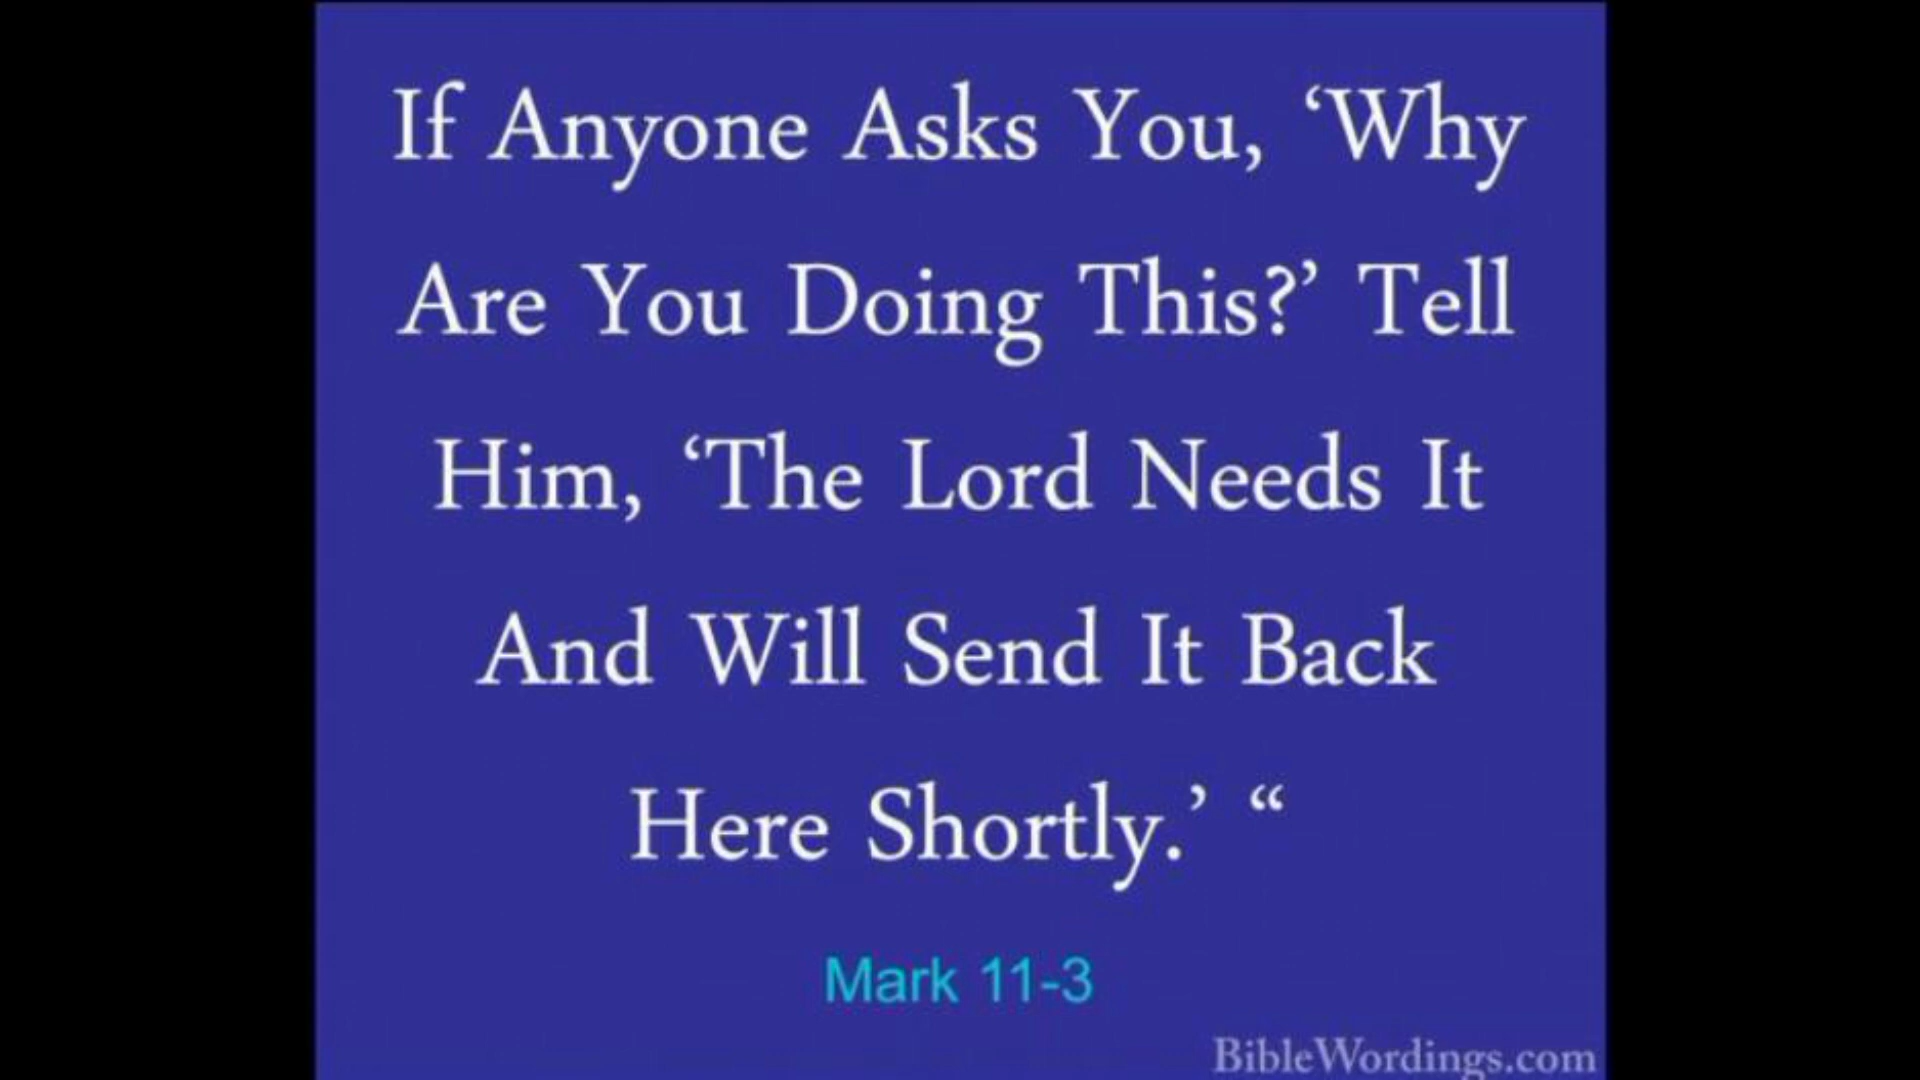 If Anyone Asks You, ‘Why
Are You Doing This?’ Tell
Him, ‘The Lord Needs It
And Will Send It Back
Here Shortly.’ “
Mark 11-3
BibleWordings.com